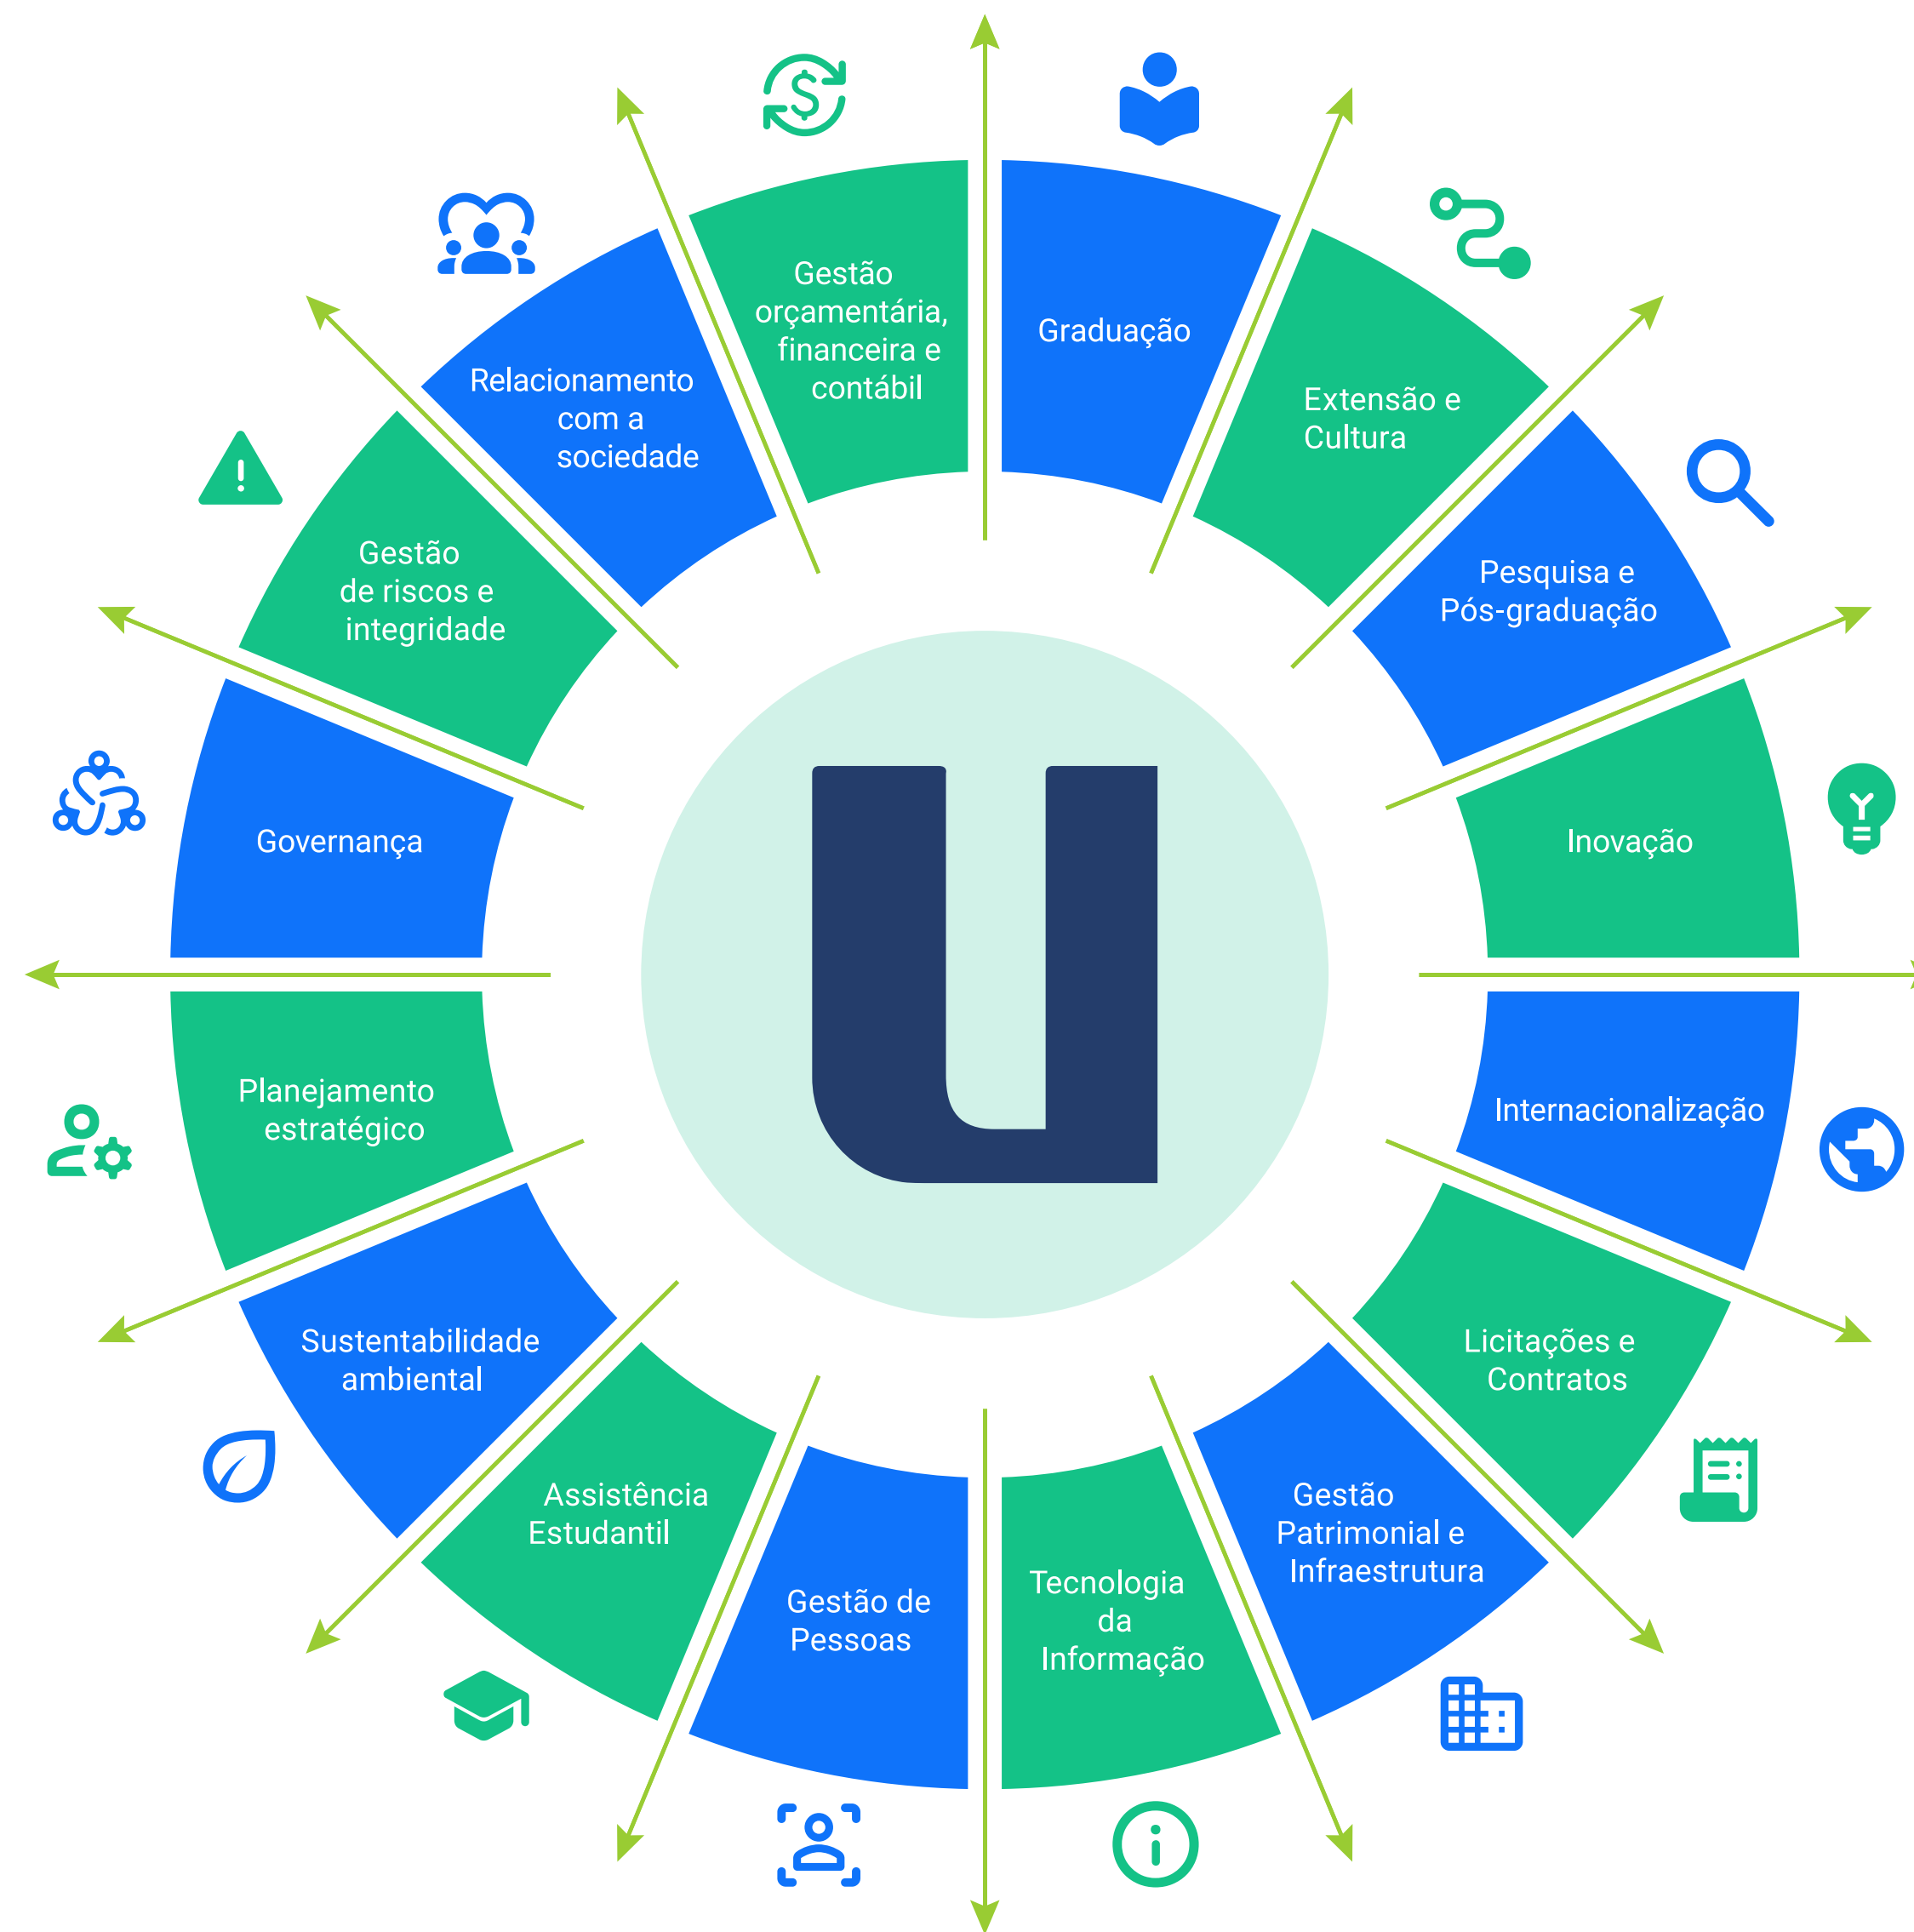 Graduação
Extensão e
Cultura
Pesquisa e
Pós-graduação
Inovação
Internacionalização
Licitações e
Contratos
Gestão
Patrimonial e
Infraestrutura
Tecnologia
da
Informação
Gestão de
Pessoas
Assistência
Estudantil
Sustentabilidade
ambiental
Planejamento
estratégico
Governança
Gestão
de riscos e
integridade
Relacionamento
com a
sociedade
Gestão
orçamentária,
financeira e
contábil
u